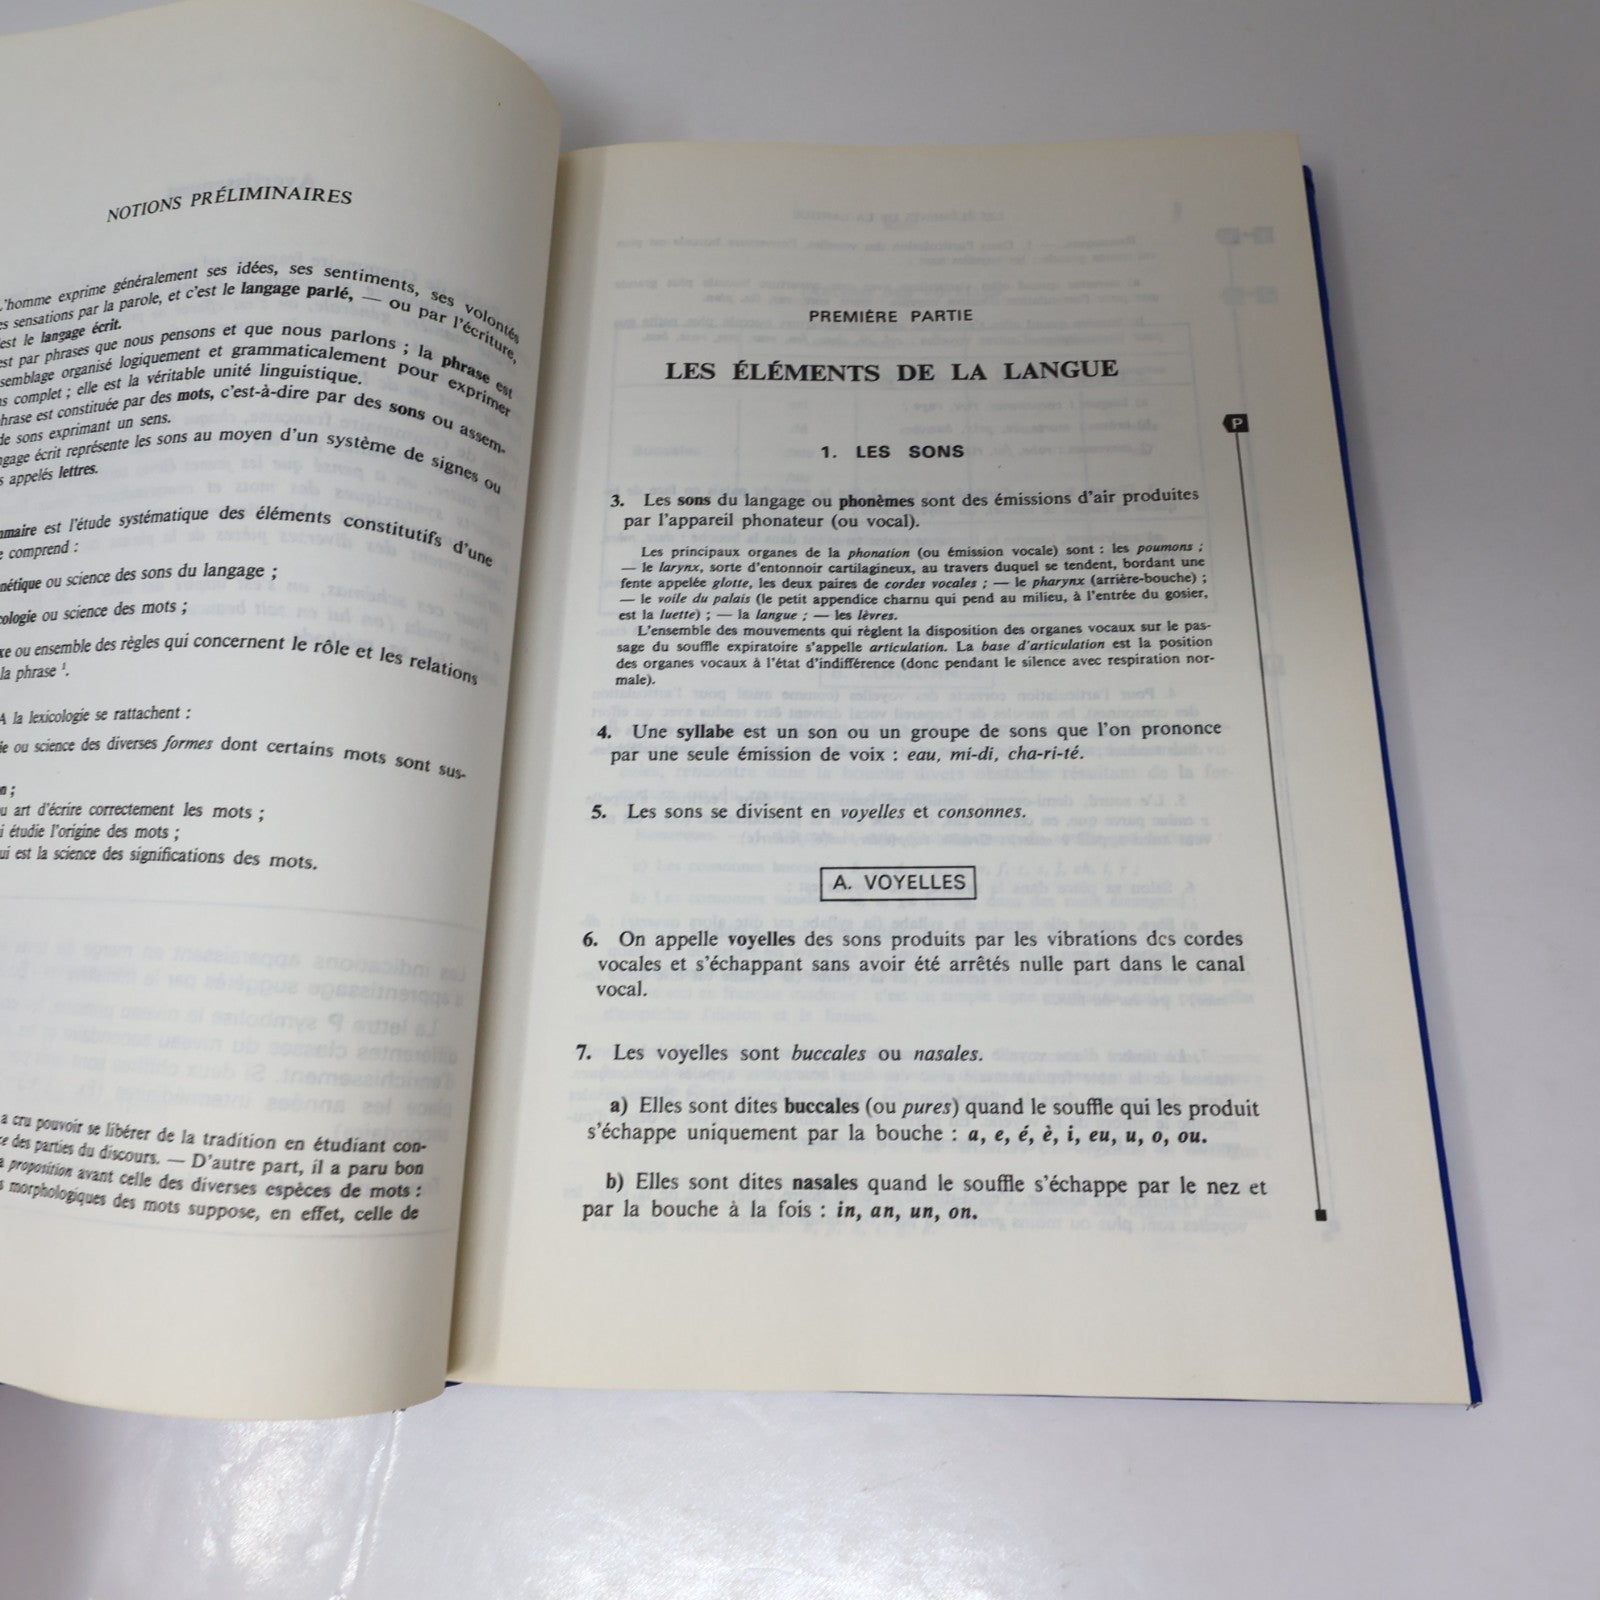 NOTIONS PRÉLIMINAIRES
L'homme exprime généralement ses idées, ses sentiments, ses volontés
sensations par la parole, et c'est le langage parlé, — ou par l'écriture,
est le langage écrit.
est par phrases que nous pensons et que nous parlons ; la phrase est
semblage organisé logiquement et grammaticalement pour exprimer
complet ; elle est la véritable unité linguistique.
phrase est constituée par des mots, c'est-à-dire par des sons ou assem-
de sons exprimant un sens.
ngage écrit représente les sons au moyen d'un système de signes ou
appelés lettres.
mmaire est l'étude systématique des éléments constitutifs d'une
comprend :
nétique ou science des sons du langage ;
cologie ou science des mots ;
xe ou ensemble des règles qui concernent le rôle et les relations
la phrase 1.
A la lexicologie se rattachent :
ie ou science des diverses formes dont certains mots sont sus-
n ;
u art d'écrire correctement les mots ;
i étudie l'origine des mots ;
ui est la science des significations des mots.
a cru pouvoir se libérer de la tradition en étudiant con-
des parties du discours. — D'autre part, il a paru bon
a proposition avant celle des diverses espèces de mots :
s morphologiques des mots suppose, en effet, celle de
PREMIÈRE PARTIE
LES ÉLÉMENTS DE LA LANGUE
P
1. LES SONS
3. Les sons du langage ou phonèmes sont des émissions d'air produites
par l'appareil phonateur (ou vocal).
Les principaux organes de la phonation (ou émission vocale) sont : les poumons ;
— le larynx, sorte d'entonnoir cartilagineux, au travers duquel se tendent, bordant une
fente appelée glotte, les deux paires de cordes vocales ; — le pharynx (arrière-bouche) ;
— le voile du palais (le petit appendice charnu qui pend au milieu, à l'entrée du gosier,
est la luette) ; — la langue ; — les lèvres.
L'ensemble des mouvements qui règlent la disposition des organes vocaux sur le pas-
sage du souffle expiratoire s'appelle articulation. La base d'articulation est la position
des organes vocaux à l'état d'indifférence (donc pendant le silence avec respiration nor-
male).
4. Une syllabe est un son ou un groupe de sons que l'on prononce
par une seule émission de voix : eau, mi-di, cha-ri-té.
5. Les sons se divisent en voyelles et consonnes.
A. VOYELLES
6. On appelle voyelles des sons produits par les vibrations des cordes
vocales et s'échappant sans avoir été arrêtés nulle part dans le canal
vocal.
7. Les voyelles sont buccales ou nasales.
a) Elles sont dites buccales (ou pures) quand le souffle qui les produit
s'échappe uniquement par la bouche : a, e, é, è, i, eu, u, o, ou.
b) Elles sont dites nasales quand le souffle s'échappe par le nez et
par la bouche à la fois : in, an, un, on.